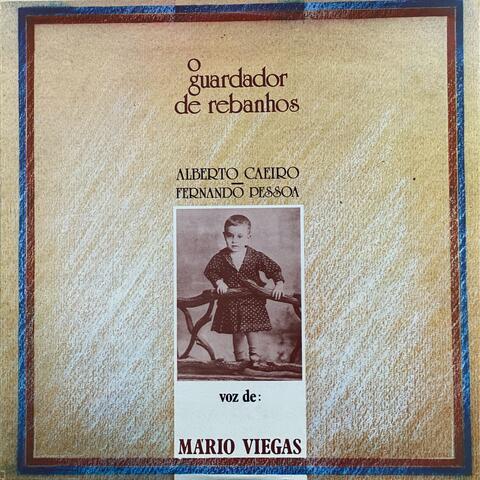 o
guardador
de rebanhos
ALBERTO CAEIRO
FERNANDO PESSOA
voz de:
MÁRIO VIEGAS